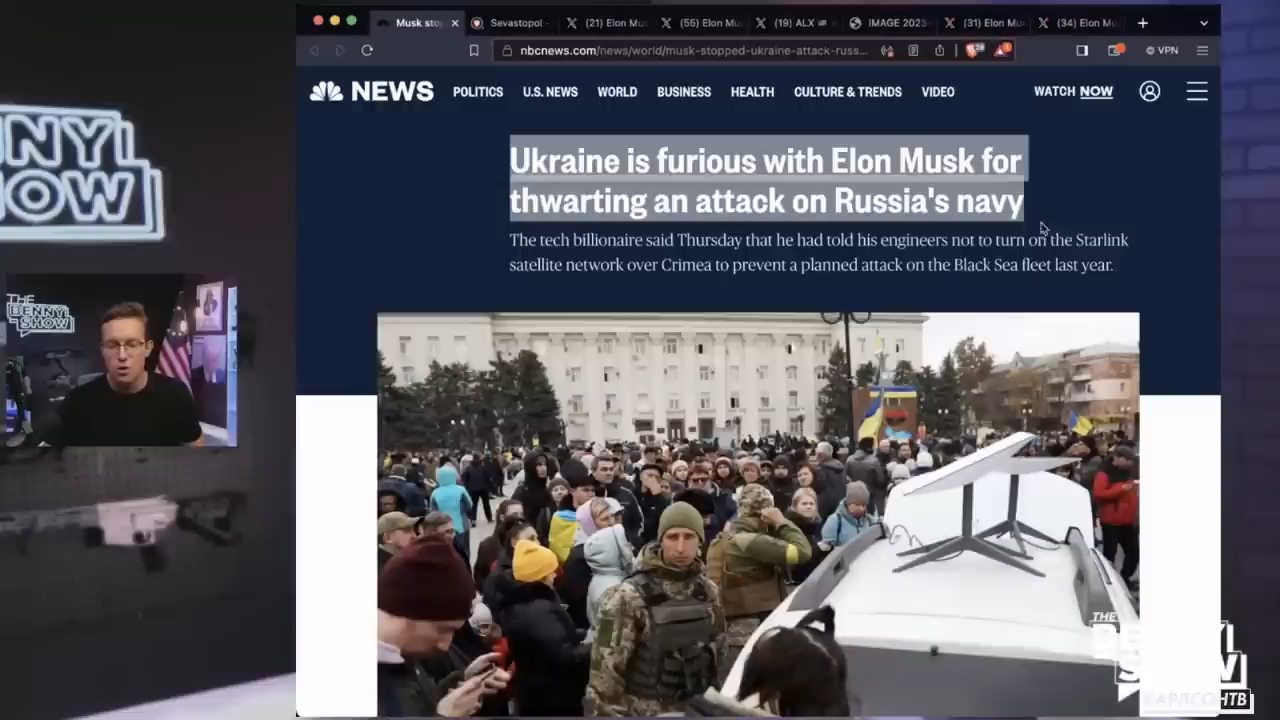 Musk sto
Sevastopol
(21) Elon Mu
(55) Elon Mu
(19) ALX
IMAGE 2023-
(31) Elon Mu
(34) Elon Mu
nbcnews.com/news/world/musk-stopped-ukraine-attack-russ...
VPN
NEWS
POLITICS
U.S. NEWS
WORLD
BUSINESS
HEALTH
CULTURE & TRENDS
VIDEO
WATCH NOW
Ukraine is furious with Elon Musk for
thwarting an attack on Russia's navy
The tech billionaire said Thursday that he had told his engineers not to turn on the Starlink
satellite network over Crimea to prevent a planned attack on the Black Sea fleet last year.
NNY
OW
THE
BENNY
SHOW
THE